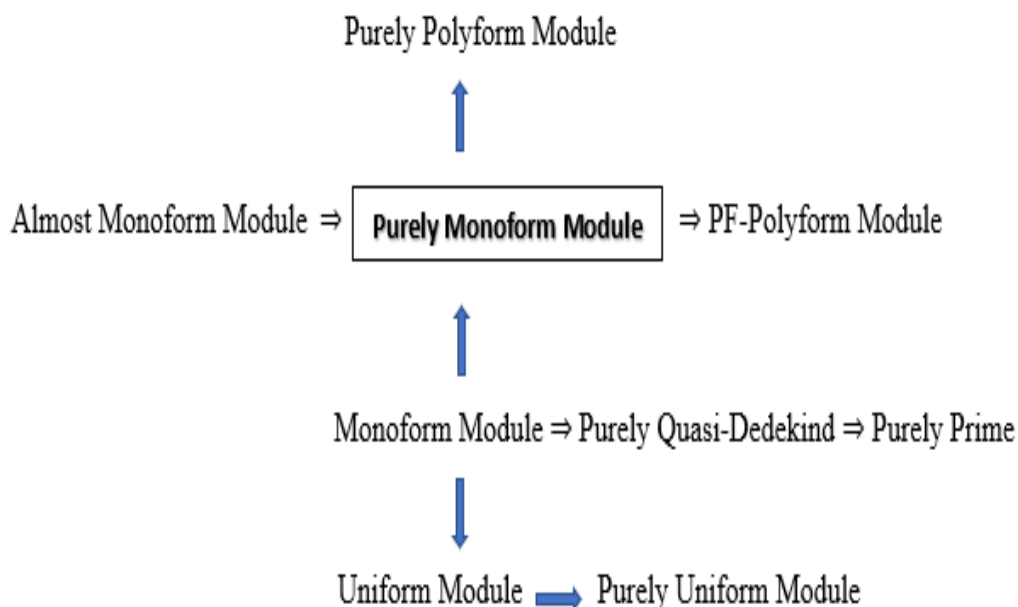 Purely Polyform Module
Almost Monoform Module ⇒ Purely Monoform Module ⇒ PF-Polyform Module
Monoform Module ⇒ Purely Quasi-Dedekind ⇒ Purely Prime
Uniform Module Purely Uniform Module